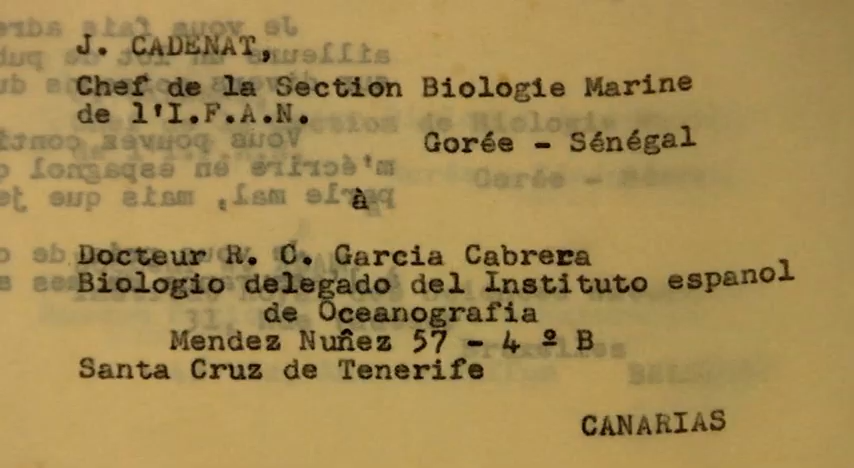 J. CADENAT,
Chef de la Section Biologie Marine
de l'I.F.A.N.
Gorée - Sénégal
à
Docteur R. C. Garcia Cabrera
Biologio delegado del Instituto espanol
de Oceanografia
Mendez Nuñez 57 - 4 º B
Santa Cruz de Tenerife
CANARIAS